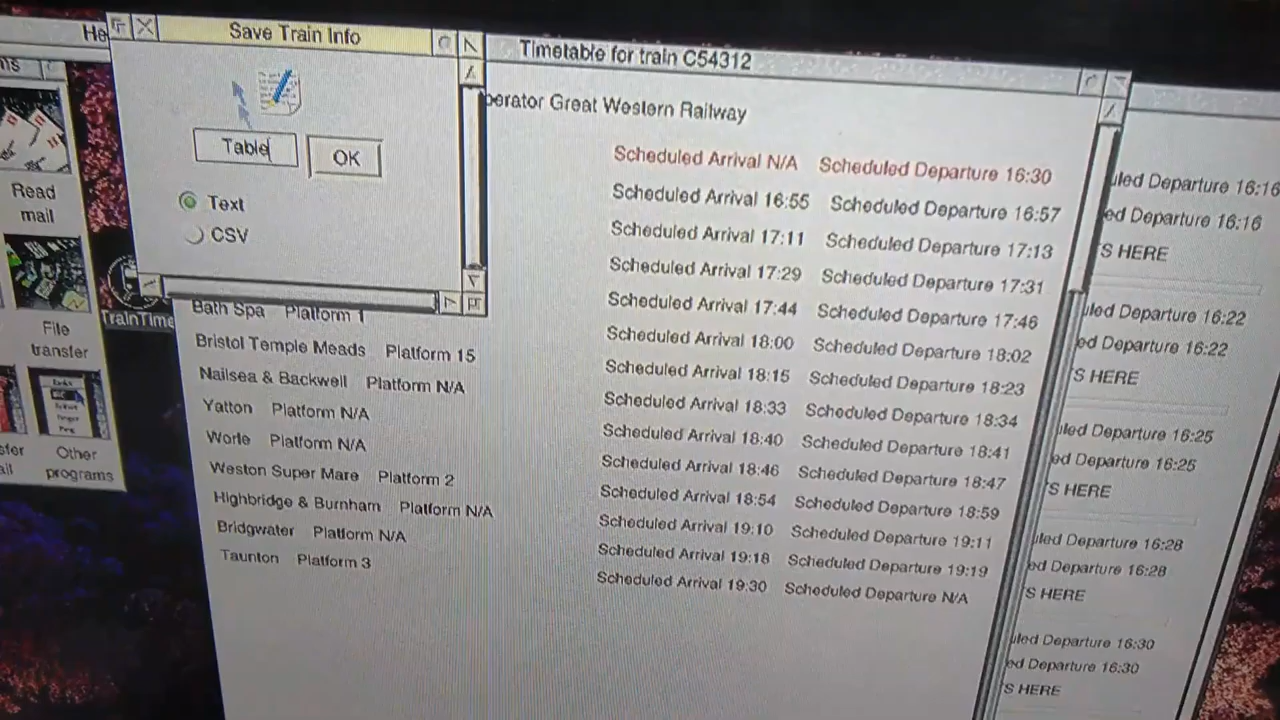 He
Save Train Info
Table
OK
Text
CSV
Timetable for train C54312
perator Great Western Railway
Scheduled Arrival N/A Scheduled Departure 16:30
Scheduled Arrival 16:55 Scheduled Departure 16:57
Scheduled Arrival 17:11 Scheduled Departure 17:13
Scheduled Arrival 17:29 Scheduled Departure 17:31
Scheduled Arrival 17:44 Scheduled Departure 17:46
Scheduled Arrival 18:00 Scheduled Departure 18:02
Scheduled Arrival 18:15 Scheduled Departure 18:23
Scheduled Arrival 18:33 Scheduled Departure 18:34
Scheduled Arrival 18:40 Scheduled Departure 18:41
Scheduled Arrival 18:46 Scheduled Departure 18:47
Scheduled Arrival 18:54 Scheduled Departure 18:59
Scheduled Arrival 19:10 Scheduled Departure 19:11
Scheduled Arrival 19:18 Scheduled Departure 19:19
Scheduled Arrival 19:30 Scheduled Departure N/A
Bath Spa Platform 1
Bristol Temple Meads Platform 15
Nailsea & Backwell Platform N/A
Yatton Platform N/A
Worle Platform N/A
Weston Super Mare Platform 2
Highbridge & Burnham Platform N/A
Bridgwater Platform N/A
Taunton Platform 3
uled Departure 16:16
ed Departure 16:16
'S HERE
uled Departure 16:22
ed Departure 16:22
'S HERE
uled Departure 16:25
ed Departure 16:25
'S HERE
uled Departure 16:28
ed Departure 16:28
'S HERE
uled Departure 16:30
ed Departure 16:30
'S HERE
ms
Read
mail
File
transfer
TrainTime
sfer
ail
Other
programs